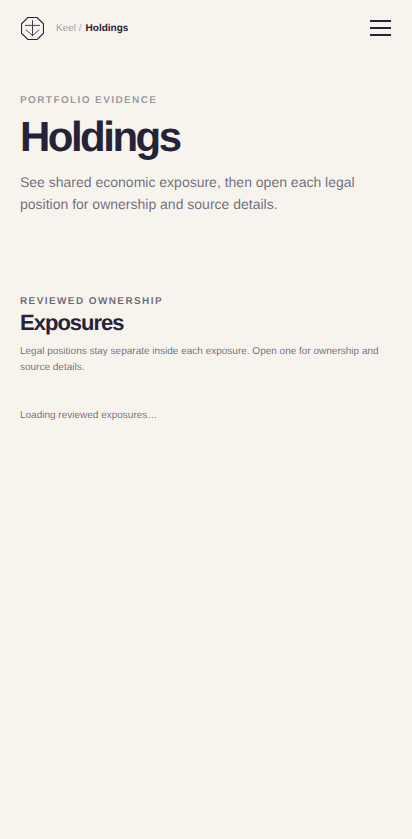 Keel / Holdings
PORTFOLIO EVIDENCE
Holdings
See shared economic exposure, then open each legal
position for ownership and source details.
REVIEWED OWNERSHIP
Exposures
Legal positions stay separate inside each exposure. Open one for ownership and
source details.
Loading reviewed exposures…